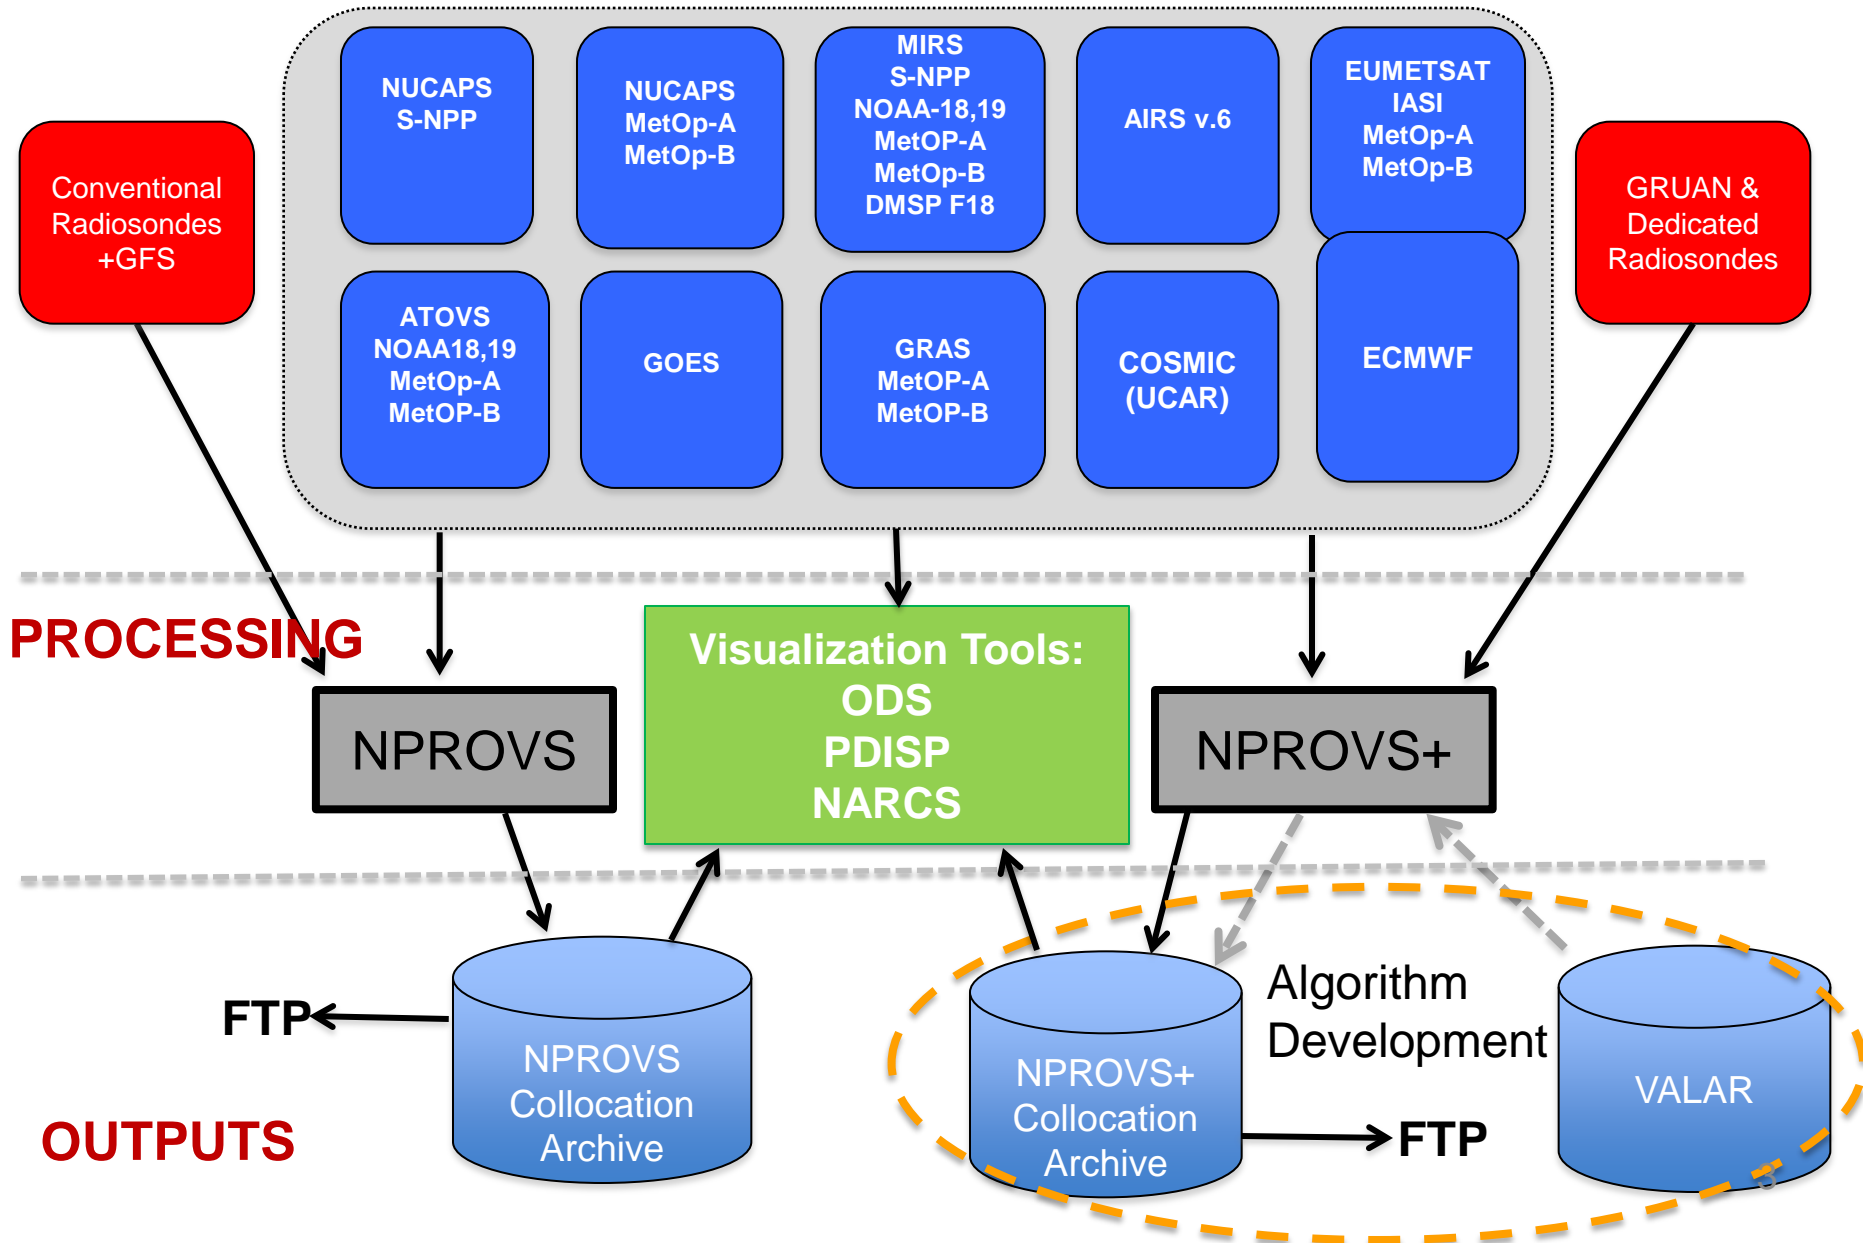 NUCAPS
S-NPP
NUCAPS
MetOp-A
MetOp-B
MIRS
S-NPP
NOAA-18,19
MetOP-A
MetOp-B
DMSP F18
AIRS v.6
EUMETSAT
IASI
MetOp-A
MetOp-B
Conventional
Radiosondes
+GFS
GRUAN &
Dedicated
Radiosondes
ATOVS
NOAA18,19
MetOp-A
MetOP-B
GOES
GRAS
MetOP-A
MetOP-B
COSMIC
(UCAR)
ECMWF
PROCESSING
NPROVS
Visualization Tools:
ODS
PDISP
NARCS
NPROVS+
FTP
NPROVS
Collocation
Archive
NPROVS+
Collocation
Archive
Algorithm
Development
FTP
VALAR
OUTPUTS
3